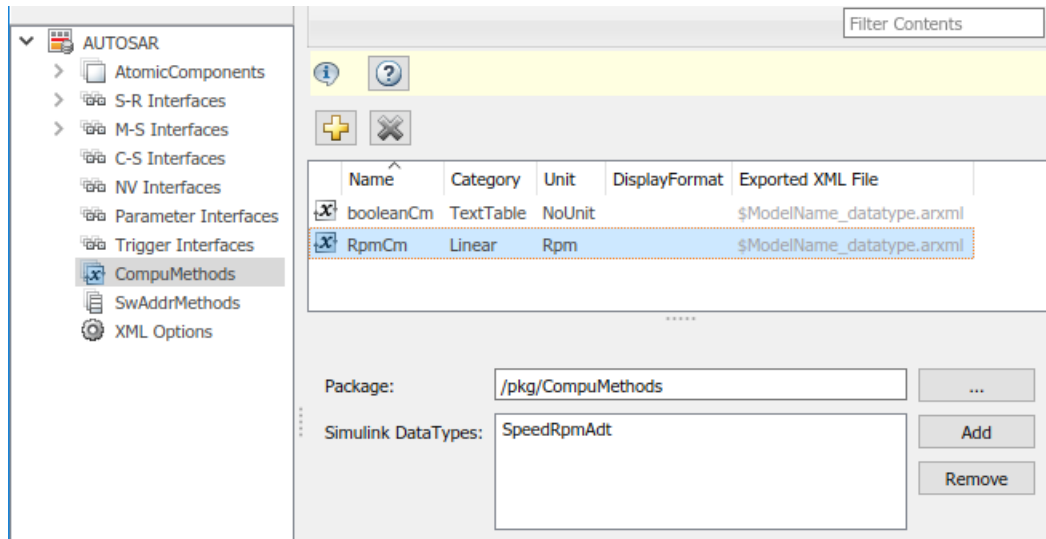 Filter Contents
AUTOSAR
AtomicComponents
S-R Interfaces
M-S Interfaces
C-S Interfaces
NV Interfaces
Parameter Interfaces
Trigger Interfaces
CompuMethods
SwAddrMethods
XML Options
Name Category Unit DisplayFormat Exported XML File
booleanCm TextTable NoUnit $ModelName_datatype.arxml
RpmCm Linear Rpm $ModelName_datatype.arxml
Package: /pkg/CompuMethods ...
Simulink DataTypes: SpeedRpmAdt Add
Remove